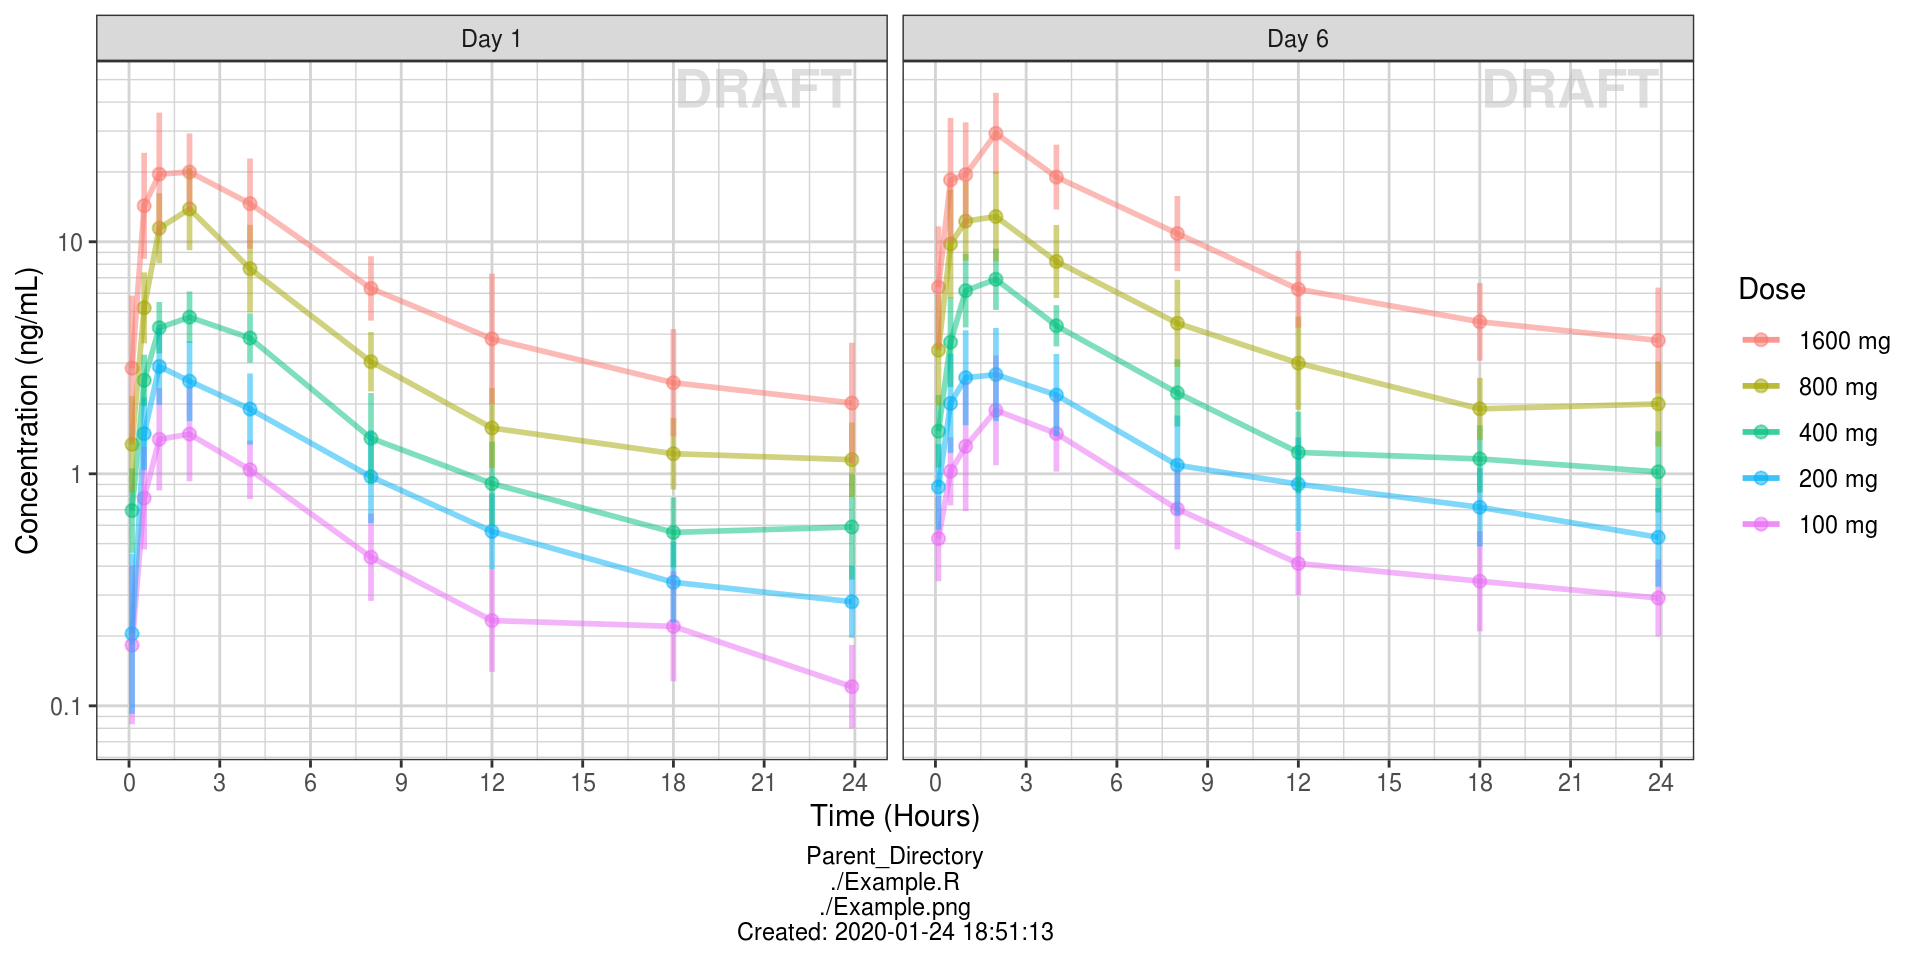 Day 1
Day 6
DRAFT
DRAFT
Concentration (ng/mL)
10
1
0.1
0 3 6 9 12 15 18 21 24
0 3 6 9 12 15 18 21 24
Time (Hours)
Dose
1600 mg
800 mg
400 mg
200 mg
100 mg
Parent_Directory
./Example.R
./Example.png
Created: 2020-01-24 18:51:13